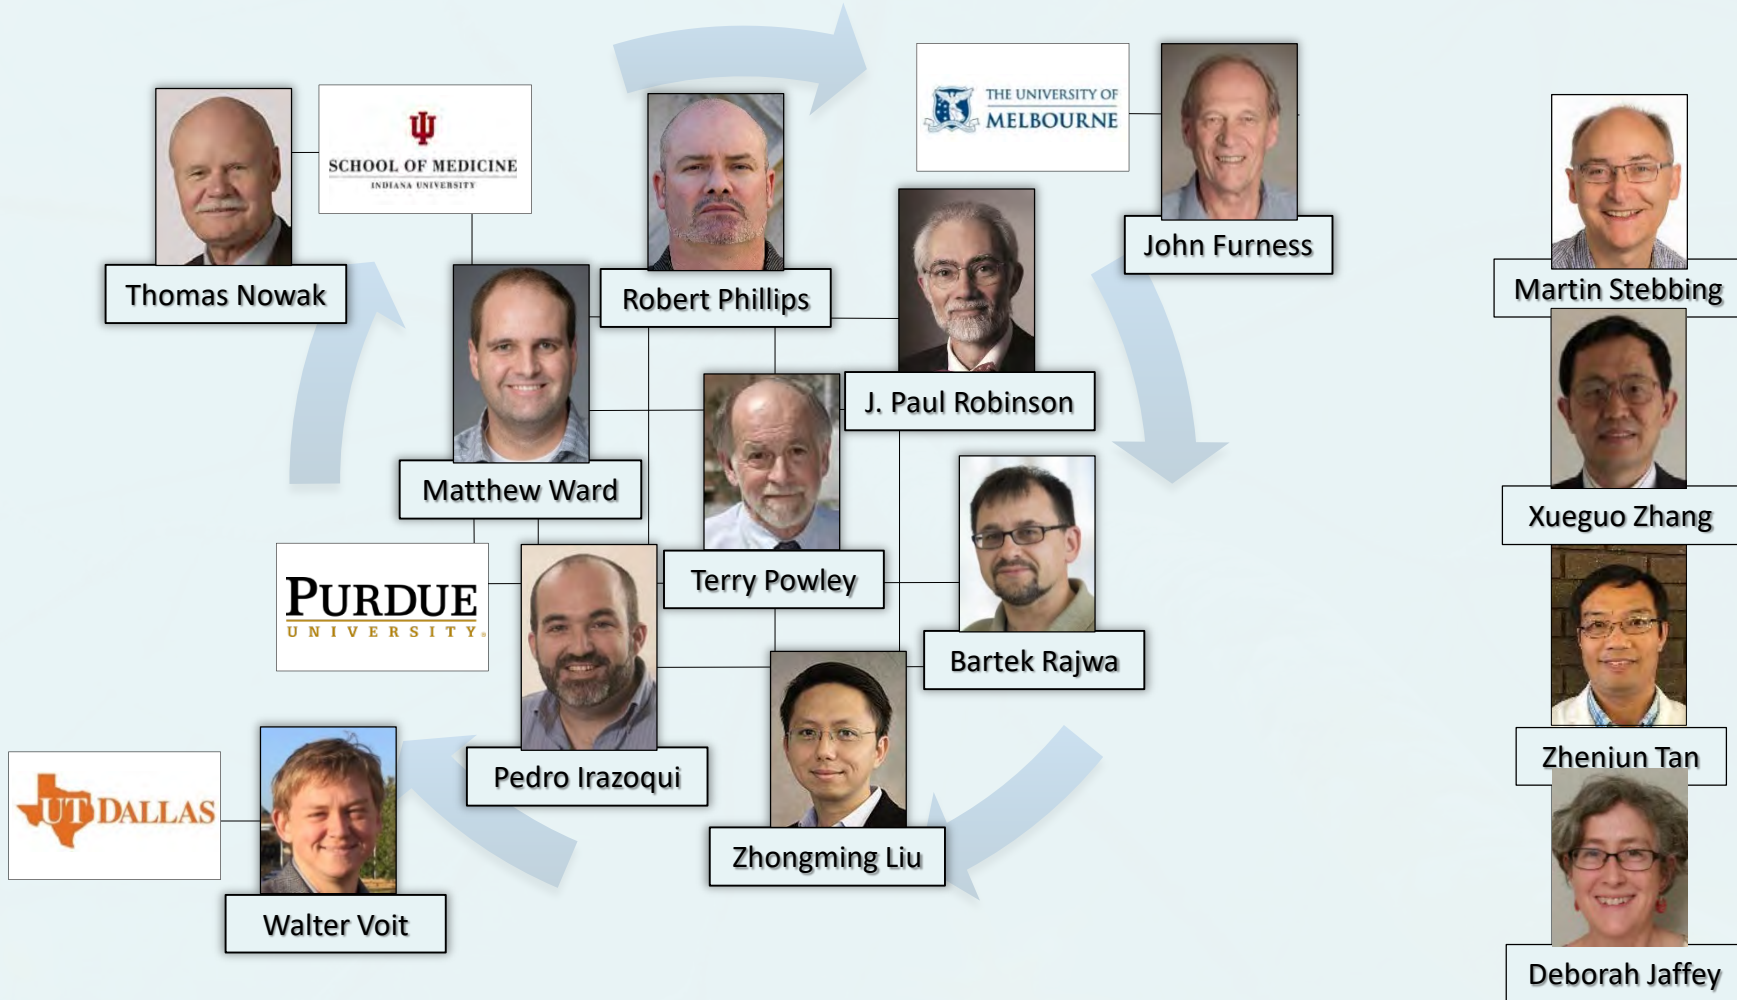 SCHOOL OF MEDICINE
INDIANA UNIVERSITY
THE UNIVERSITY OF
MELBOURNE
Thomas Nowak
Robert Phillips
John Furness
Martin Stebbing
J. Paul Robinson
Matthew Ward
Xueguo Zhang
PURDUE
UNIVERSITY®
Terry Powley
Bartek Rajwa
Pedro Irazoqui
Zhenjun Tan
UT DALLAS
Zhongming Liu
Walter Voit
Deborah Jaffey